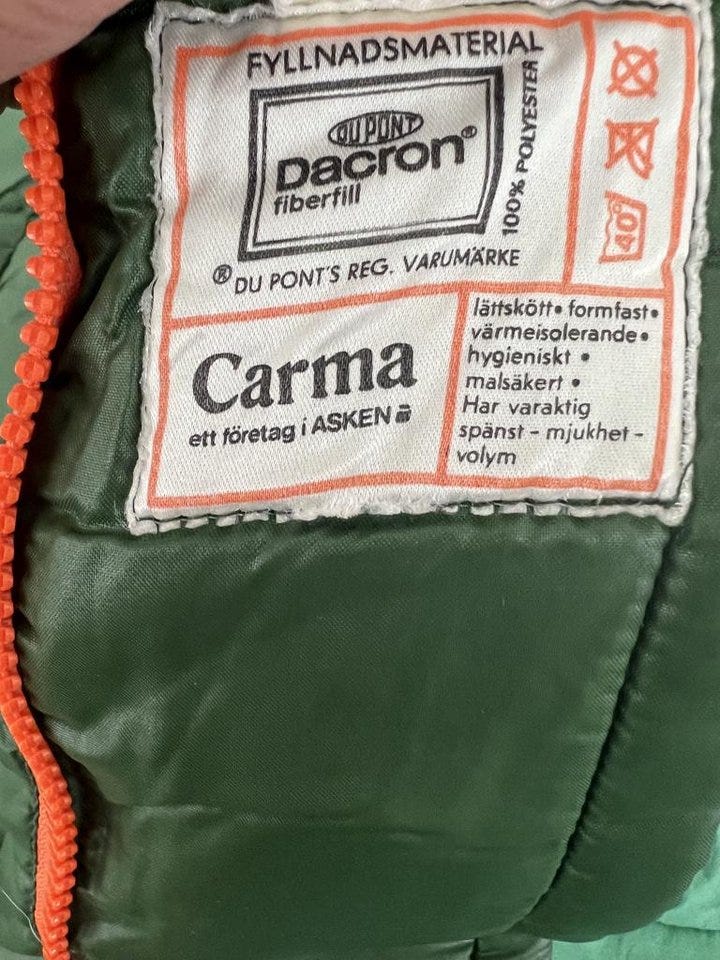 FYLLNADSMATERIAL
DU PONT
Dacron®
fiberfill
100% POLYESTER
® DU PONT'S REG. VARUMÄRKE
40°
Carma
ett företag i ASKEN
lättskött• formfast•
värmeisolerande•
hygieniskt •
malsäkert •
Har varaktig
spänst - mjukhet -
volym